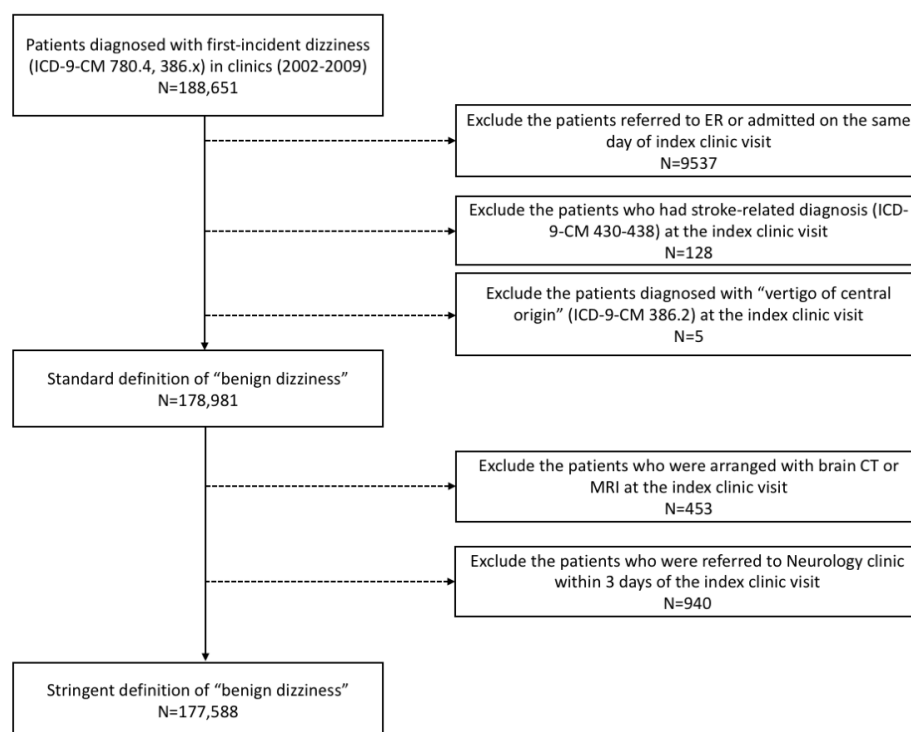 Patients diagnosed with first-incident dizziness
(ICD-9-CM 780.4, 386.x) in clinics (2002-2009)
N=188,651
Exclude the patients referred to ER or admitted on the same
day of index clinic visit
N=9537
Exclude the patients who had stroke-related diagnosis (ICD-
9-CM 430-438) at the index clinic visit
N=128
Exclude the patients diagnosed with “vertigo of central
origin” (ICD-9-CM 386.2) at the index clinic visit
N=5
Standard definition of “benign dizziness”
N=178,981
Exclude the patients who were arranged with brain CT or
MRI at the index clinic visit
N=453
Exclude the patients who were referred to Neurology clinic
within 3 days of the index clinic visit
N=940
Stringent definition of “benign dizziness”
N=177,588